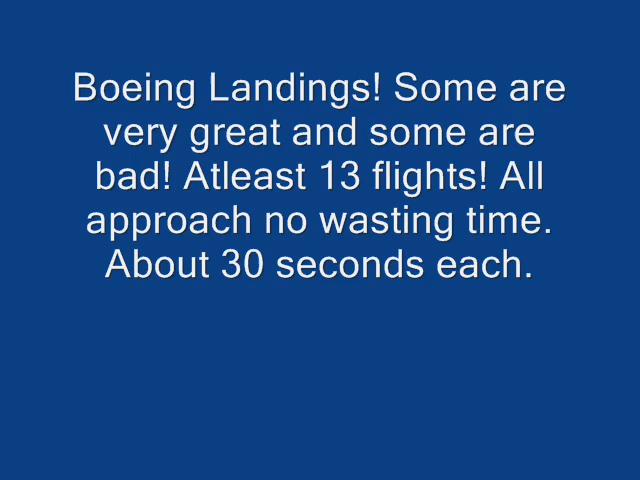 Boeing Landings! Some are
very great and some are
bad! Atleast 13 flights! All
approach no wasting time.
About 30 seconds each.